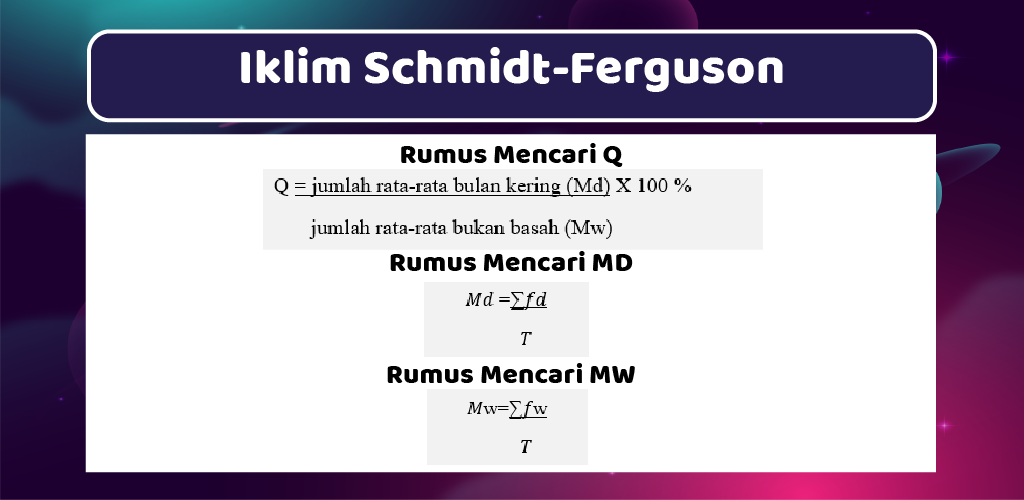 Iklim Schmidt-Ferguson
Rumus Mencari Q
Q = jumlah rata-rata bulan kering (Md) X 100 %
jumlah rata-rata bukan basah (Mw)
Rumus Mencari MD
Md =∑fd
T
Rumus Mencari MW
Mw=∑fw
T